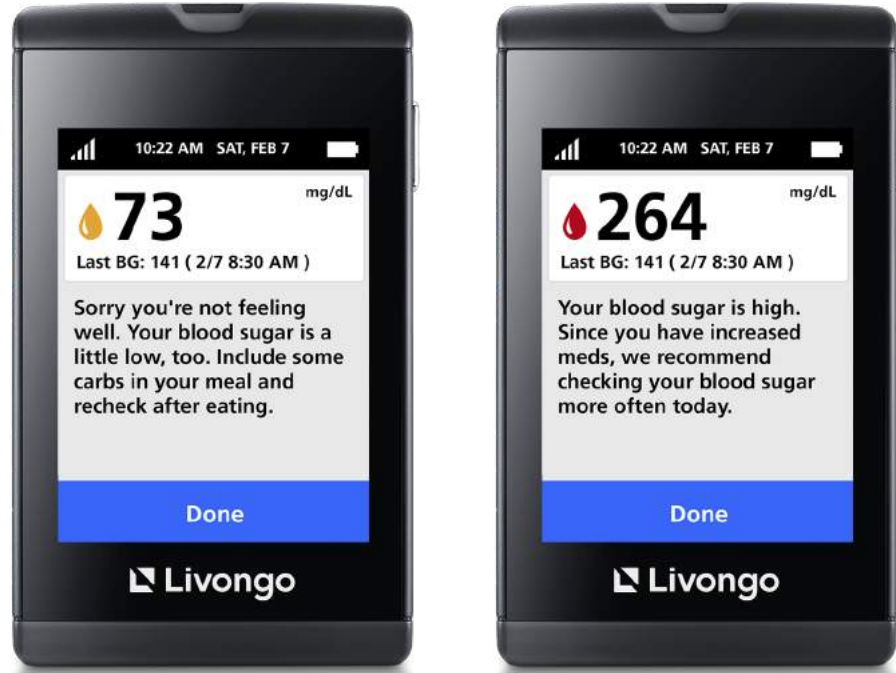 10:22 AM SAT, FEB 7
73
mg/dL
Last BG: 141 ( 2/7 8:30 AM )
Sorry you're not feeling
well. Your blood sugar is a
little low, too. Include some
carbs in your meal and
recheck after eating.
Done
Livongo
10:22 AM SAT, FEB 7
264
mg/dL
Last BG: 141 ( 2/7 8:30 AM )
Your blood sugar is high.
Since you have increased
meds, we recommend
checking your blood sugar
more often today.
Done
Livongo